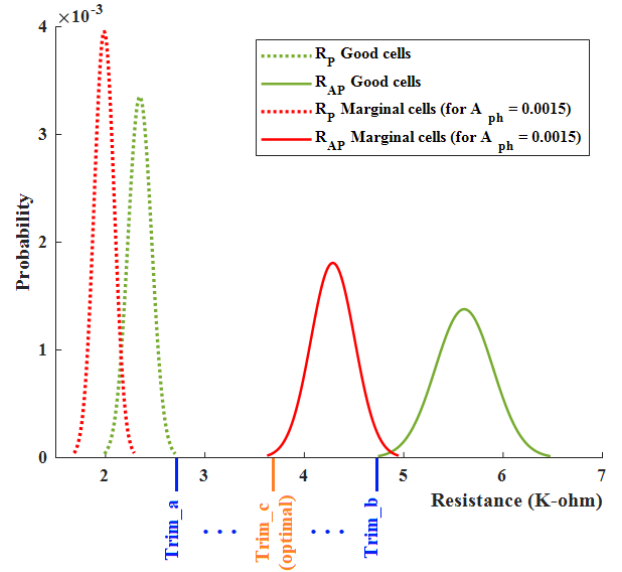 4 ×10⁻³
R_P Good cells
R_AP Good cells
R_P Marginal cells (for A_ph = 0.0015)
R_AP Marginal cells (for A_ph = 0.0015)
3
2
1
0
Probability
2 3 4 5 6 7
Resistance (K-ohm)
Trim_a
• • •
Trim_c
(optimal)
• • •
Trim_b